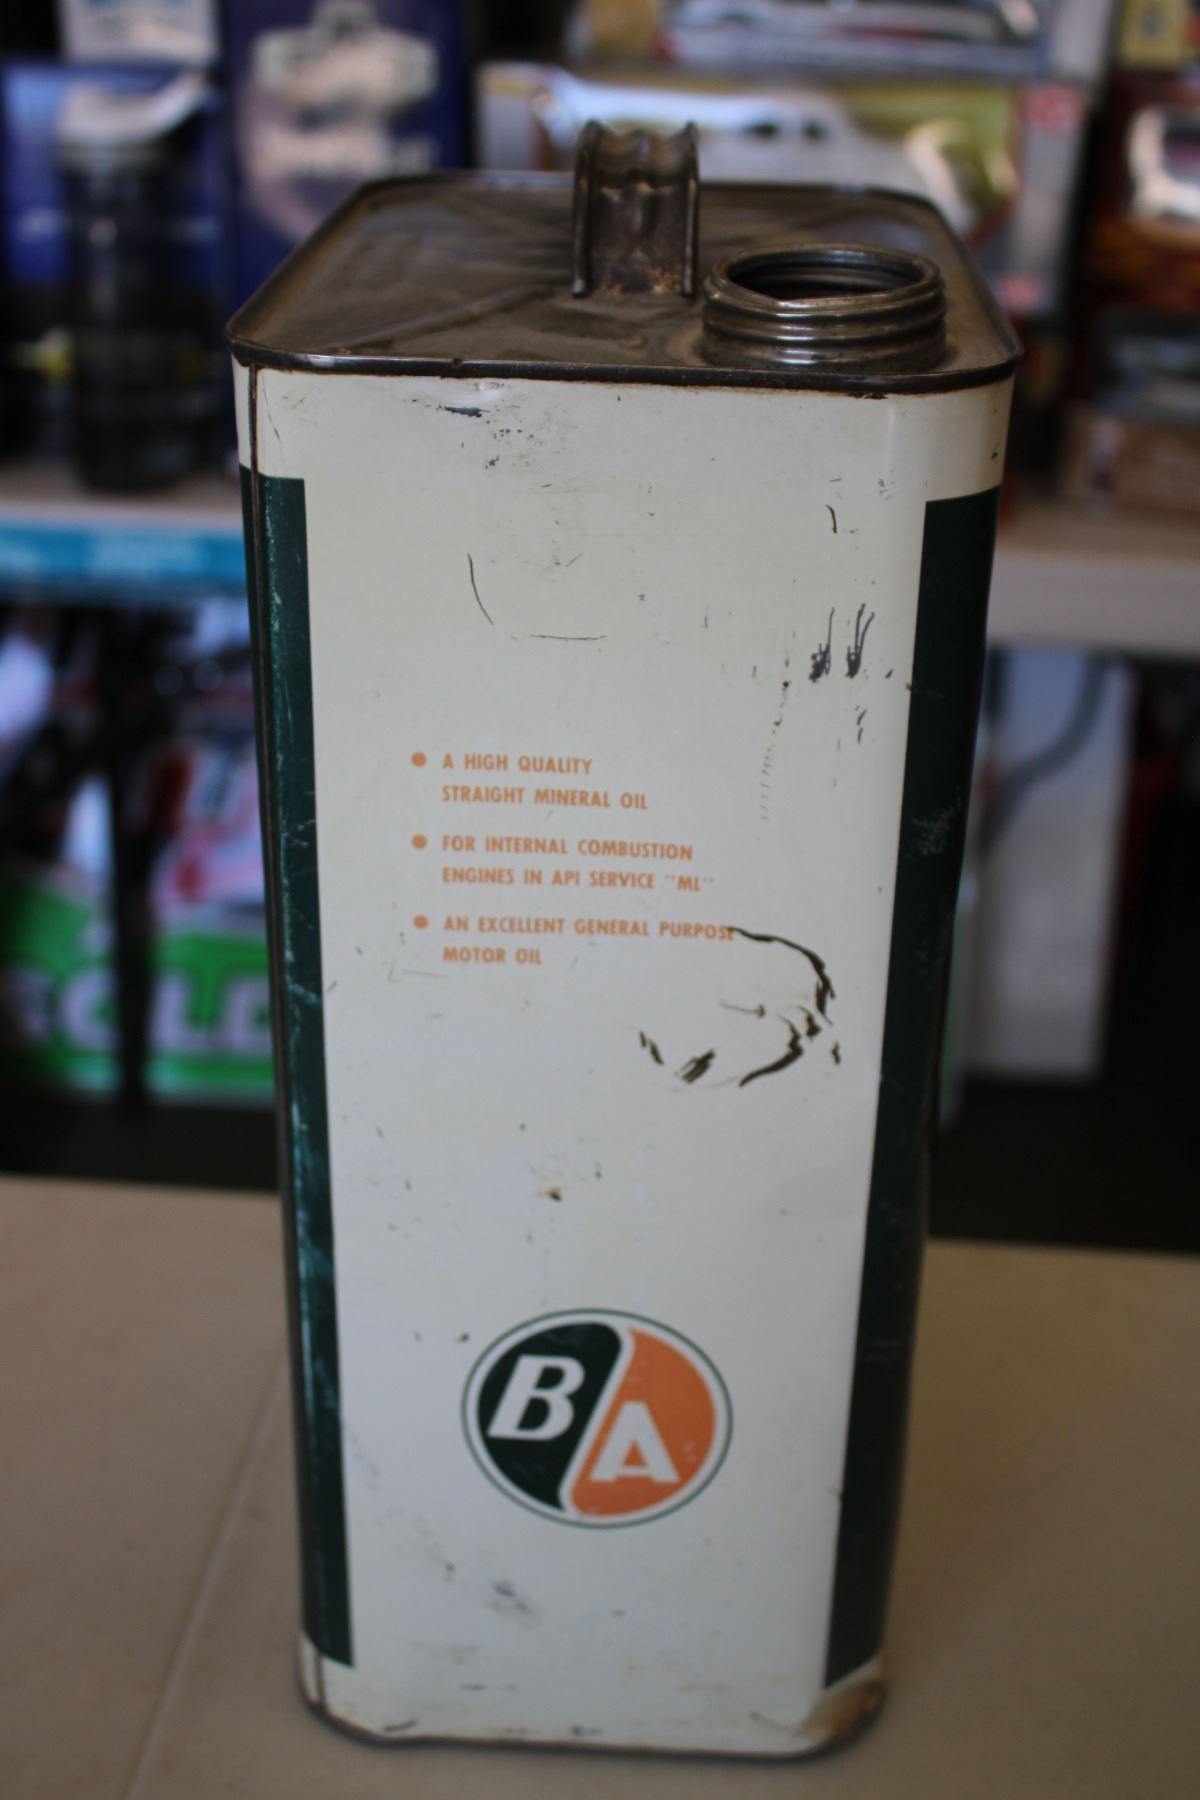 ● A HIGH QUALITY
STRAIGHT MINERAL OIL
● FOR INTERNAL COMBUSTION
ENGINES IN API SERVICE "ML"
● AN EXCELLENT GENERAL PURPOSE
MOTOR OIL
BA